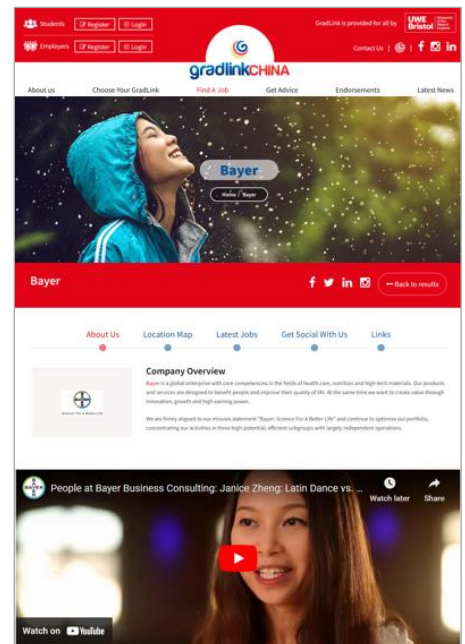 Students Register Login
GradLink is provided for all by UWE Bristol
Employers Register Login
Contact Us
gradlinkCHINA
About us Choose Your GradLink Find A Job Get Advice Endorsements Latest News
Bayer
Home / Bayer
Bayer
Back to results
About Us Location Map Latest Jobs Get Social With Us Links
Company Overview
Bayer is a global enterprise with core competencies in the fields of health care, nutrition and high-tech materials. Our products
and services are designed to benefit people and improve their quality of life. At the same time we want to create value through
innovation, growth and high earning power.
Science For A Better Life
We are firmly aligned to our mission statement "Bayer: Science For A Better Life" and continue to optimise our portfolio,
concentrating our activities in three high-potential, efficient subgroups with largely independent operations
People at Bayer Business Consulting: Janice Zheng: Latin Dance vs. ...
Watch later Share
Watch on YouTube